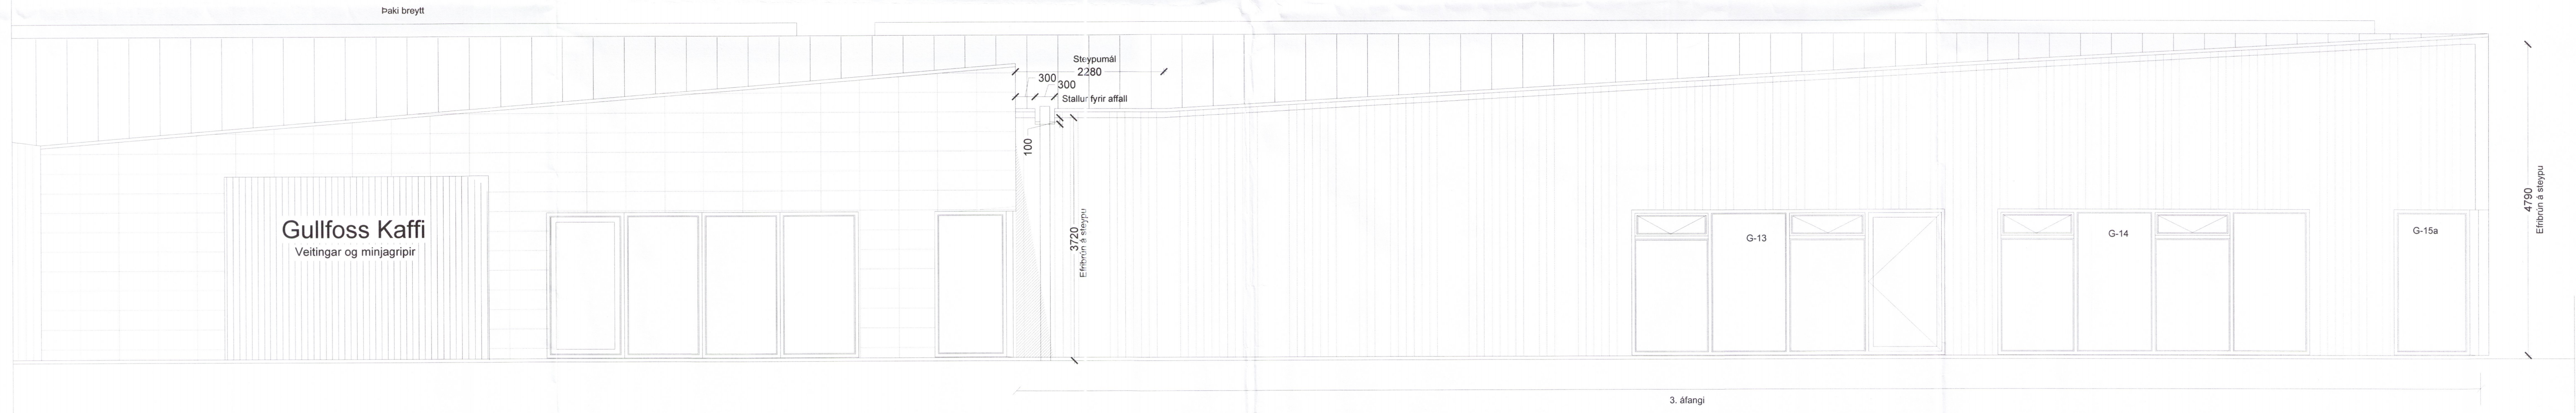 Þaki breytt
Steypumál
2280
300
300
Stallur fyrir affall
100
3720
Efribrún á steypu
Gullfoss Kaffi
Veitingar og minjagripir
G-13
G-14
G-15a
4790
Efribrún á steypu
3. áfangi